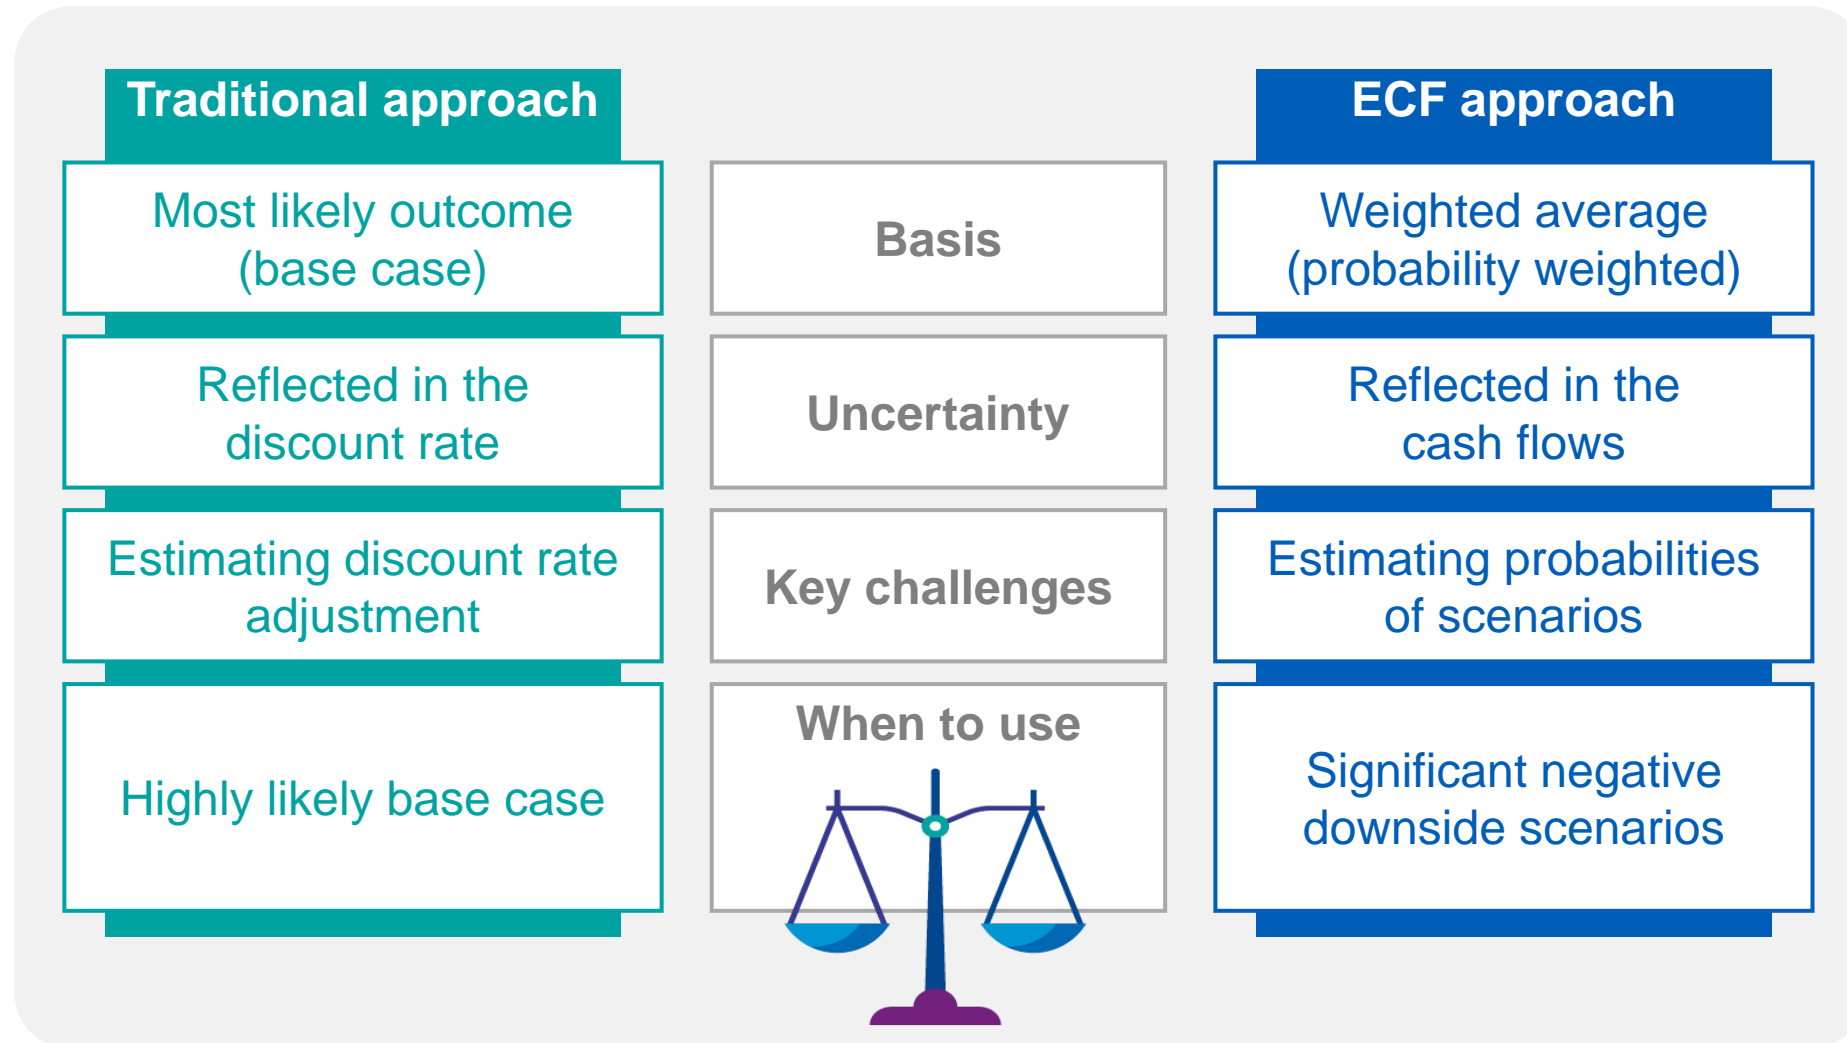 Traditional approach
ECF approach
Most likely outcome
(base case)
Basis
Weighted average
(probability weighted)
Reflected in the
discount rate
Uncertainty
Reflected in the
cash flows
Estimating discount rate
adjustment
Key challenges
Estimating probabilities
of scenarios
Highly likely base case
When to use
Significant negative
downside scenarios